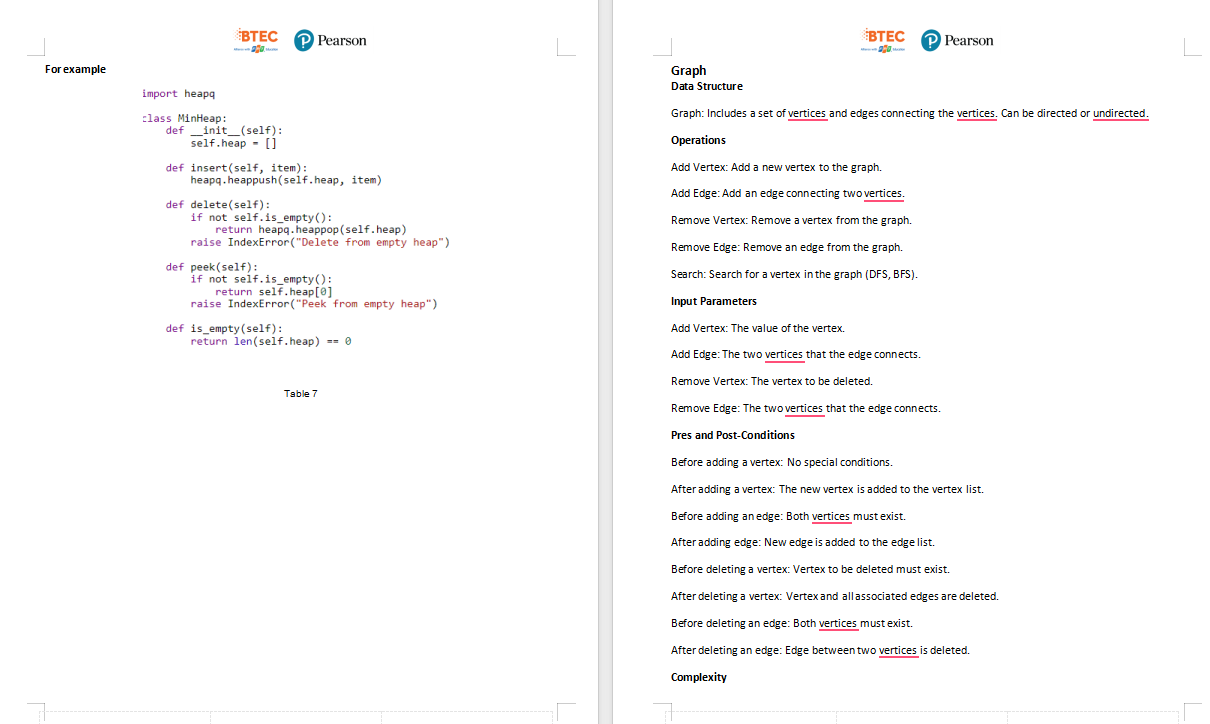 BTEC
Pearson
For example
import heapq
class MinHeap:
def __init__(self):
self.heap = []
def insert(self, item):
heapq.heappush(self.heap, item)
def delete(self):
if not self.is_empty():
return heapq.heappop(self.heap)
raise IndexError("Delete from empty heap")
def peek(self):
if not self.is_empty():
return self.heap[0]
raise IndexError("Peek from empty heap")
def is_empty(self):
return len(self.heap) == 0
Table 7
BTEC
Pearson
Graph
Data Structure
Graph: Includes a set of vertices and edges connecting the vertices. Can be directed or undirected.
Operations
Add Vertex: Add a new vertex to the graph.
Add Edge: Add an edge connecting two vertices.
Remove Vertex: Remove a vertex from the graph.
Remove Edge: Remove an edge from the graph.
Search: Search for a vertex in the graph (DFS, BFS).
Input Parameters
Add Vertex: The value of the vertex.
Add Edge: The two vertices that the edge connects.
Remove Vertex: The vertex to be deleted.
Remove Edge: The two vertices that the edge connects.
Pres and Post-Conditions
Before adding a vertex: No special conditions.
After adding a vertex: The new vertex is added to the vertex list.
Before adding an edge: Both vertices must exist.
After adding edge: New edge is added to the edge list.
Before deleting a vertex: Vertex to be deleted must exist.
After deleting a vertex: Vertex and all associated edges are deleted.
Before deleting an edge: Both vertices must exist.
After deleting an edge: Edge between two vertices is deleted.
Complexity